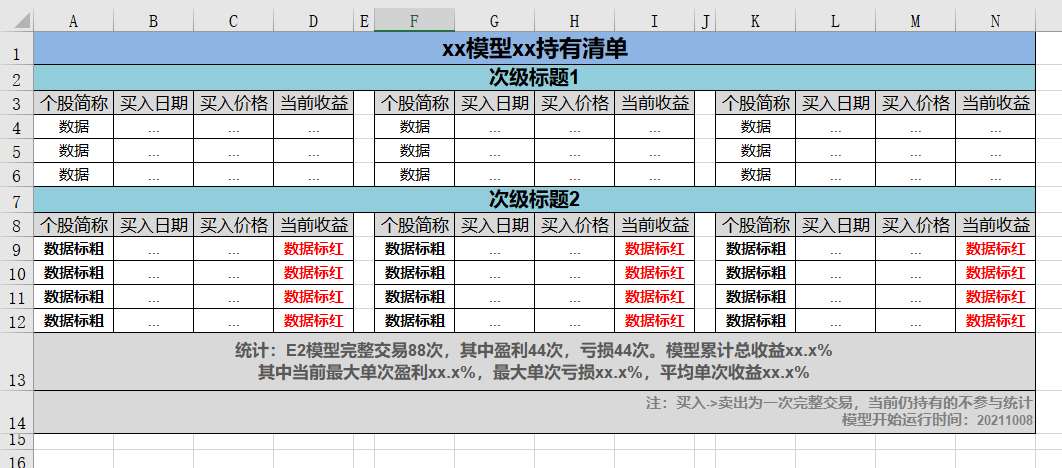 A B C D E F G H I J K L M N
1 xx模型xx持有清单
2 次级标题1
3 个股简称 买入日期 买入价格 当前收益 个股简称 买入日期 买入价格 当前收益 个股简称 买入日期 买入价格 当前收益
4 数据 ... ... ... 数据 ... ... ... 数据 ... ... ...
5 数据 ... ... ... 数据 ... ... ... 数据 ... ... ...
6 数据 ... ... ... 数据 ... ... ... 数据 ... ... ...
7 次级标题2
8 个股简称 买入日期 买入价格 当前收益 个股简称 买入日期 买入价格 当前收益 个股简称 买入日期 买入价格 当前收益
9 数据标粗 ... ... 数据标红 数据标粗 ... ... 数据标红 数据标粗 ... ... 数据标红
10 数据标粗 ... ... 数据标红 数据标粗 ... ... 数据标红 数据标粗 ... ... 数据标红
11 数据标粗 ... ... 数据标红 数据标粗 ... ... 数据标红 数据标粗 ... ... 数据标红
12 数据标粗 ... ... 数据标红 数据标粗 ... ... 数据标红 数据标粗 ... ... 数据标红
统计：E2模型完整交易88次，其中盈利44次，亏损44次。模型累计总收益xx.x%
13 其中当前最大单次盈利xx.x%，最大单次亏损xx.x%，平均单次收益xx.x%
注：买入->卖出为一次完整交易，当前仍持有的不参与统计
14 模型开始运行时间：20211008
15
16